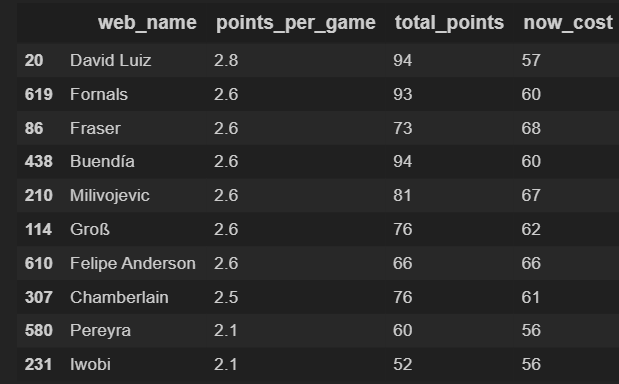 web_name points_per_game total_points now_cost
20 David Luiz 2.8 94 57
619 Fornals 2.6 93 60
86 Fraser 2.6 73 68
438 Buendía 2.6 94 60
210 Milivojevic 2.6 81 67
114 Groß 2.6 76 62
610 Felipe Anderson 2.6 66 66
307 Chamberlain 2.5 76 61
580 Pereyra 2.1 60 56
231 Iwobi 2.1 52 56